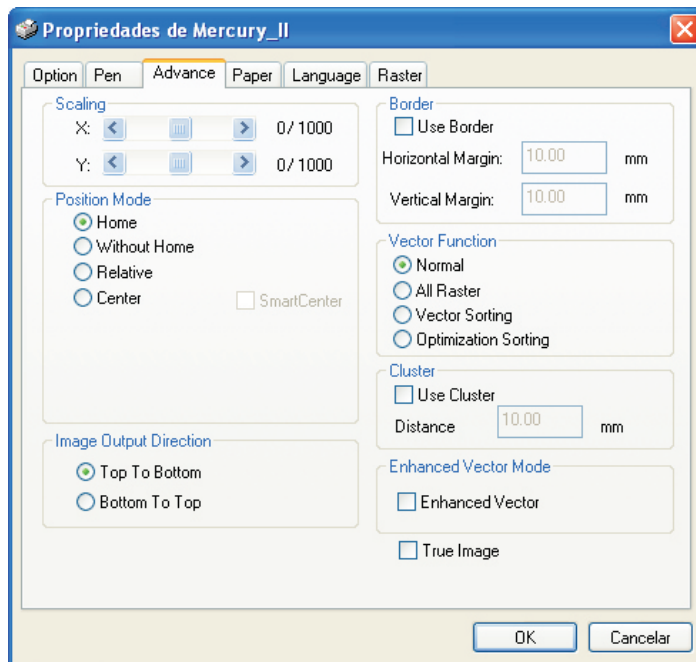 Propriedades de Mercury_II
Option Pen Advance Paper Language Raster
Scaling
X: 0/1000
Y: 0/1000
Position Mode
Home
Without Home
Relative
Center SmartCenter
Image Output Direction
Top To Bottom
Bottom To Top
Border
Use Border
Horizontal Margin: 10.00 mm
Vertical Margin: 10.00 mm
Vector Function
Normal
All Raster
Vector Sorting
Optimization Sorting
Cluster
Use Cluster
Distance 10.00 mm
Enhanced Vector Mode
Enhanced Vector
True Image
OK Cancelar